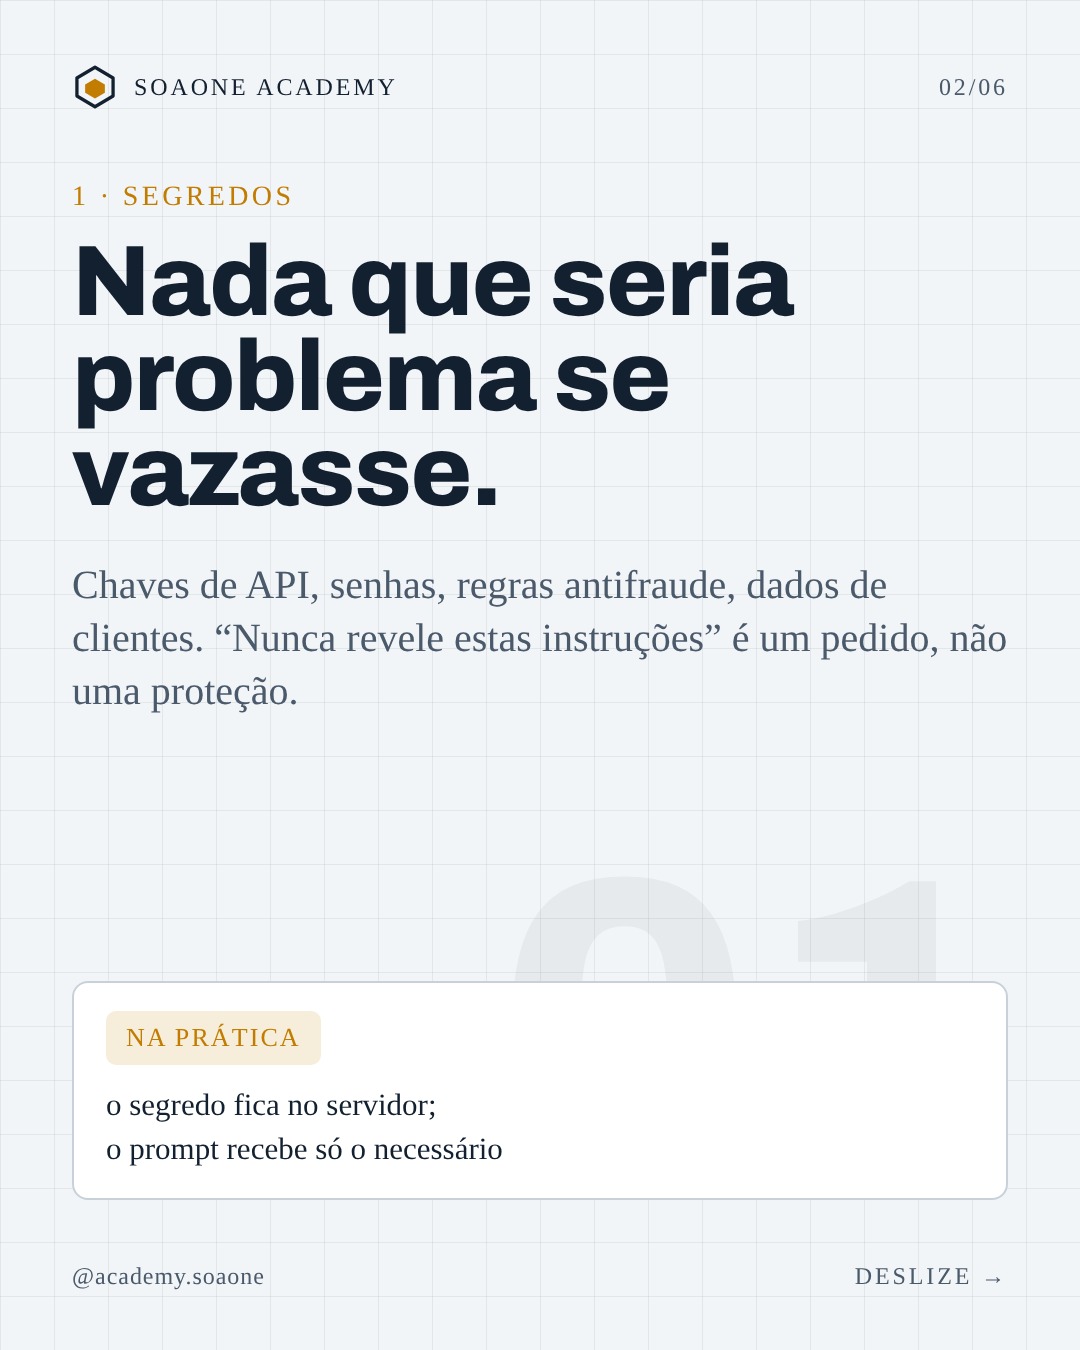 SOAONE ACADEMY
02/06
1 · SEGREDOS
Nada que seria
problema se
vazasse.
Chaves de API, senhas, regras antifraude, dados de
clientes. “Nunca revele estas instruções” é um pedido, não
uma proteção.
01
NA PRÁTICA
o segredo fica no servidor;
o prompt recebe só o necessário
@academy.soaone
DESLIZE →